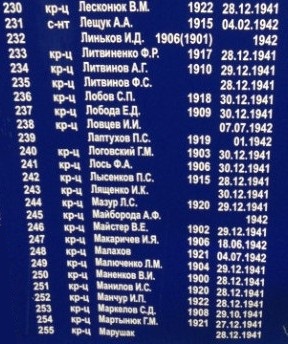 230 кр-ц Лесконюк В.М. 1922 28.12.1941
231 с-нт Лещук А.А. 1915 04.02.1942
232 Линьков И.Д. 1906(1901) 1942
233 кр-ц Литвиненко Ф.Р. 1917 28.12.1941
234 кр-ц Литвинов А.Г. 1910 29.12.1941
235 кр-ц Литвинов Ф.С. 28.12.1941
236 кр-ц Лобов С.П. 1918 30.12.1941
237 кр-ц Лобода Е.Д. 1909 30.12.1941
238 кр-ц Ловцев И.И. 07.07.1942
239 Лаптухов П.С. 1919 01.1942
240 кр-ц Логовский Г.М. 1903 30.12.1941
241 кр-ц Лось Ф.А. 1906 30.12.1941
242 кр-ц Лысенков П.С. 1915 28.12.1941
243 кр-ц Лященко И.К. 30.12.1941
244 кр-ц Мазур Л.С. 1920 29.12.1941
245 кр-ц Майборода А.Ф. 1942
246 кр-ц Майстер В.Е. 1902 29.12.1941
247 кр-ц Макаричев И.Я. 1906 18.06.1942
248 кр-ц Малахов 1921 04.07.1942
249 кр-ц Малюченко Л.М. 1904 29.12.1941
250 кр-ц Маненков В.И. 1900 28.12.1941
251 кр-ц Манилов И.С. 1920 28.12.1941
252 кр-ц Манчур И.П. 1922 28.12.1941
253 кр-ц Маркелов С.Д. 1908 29.10.1941
254 кр-ц Мартынюк Г.М. 1921 27.12.1941
255 кр-ц Марушак 28.12.1941